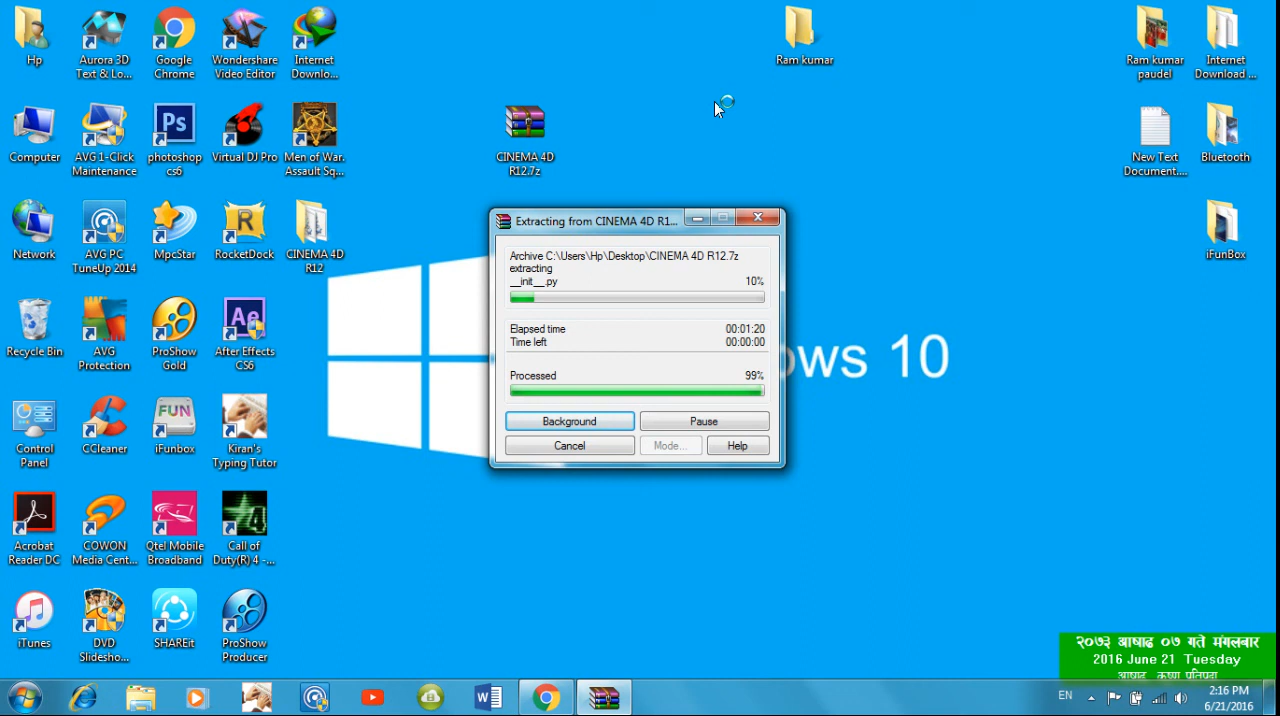 Hp
Aurora 3D
Text & Lo...
Google
Chrome
Wondershare
Video Editor
Internet
Downlo...
Ram kumar
Ram kumar
paudel
Internet
Download ...
Computer
AVG 1-Click
Maintenance
Ps
photoshop
cs6
Virtual DJ Pro
Men of War.
Assault Sq...
CINEMA 4D
R12.7z
New Text
Document....
Bluetooth
Network
AVG PC
TuneUp 2014
MpcStar
R
RocketDock
CINEMA 4D
R12
iFunBox
Extracting from CINEMA 4D R1...
Archive C:\Users\Hp\Desktop\CINEMA 4D R12.7z
extracting
__init__.py 10%
Elapsed time 00:01:20
Time left 00:00:00
Processed 99%
Background Pause
Cancel Mode... Help
ows 10
Recycle Bin
AVG
Protection
ProShow
Gold
Ae
After Effects
CS6
Control
Panel
CCleaner
FUN
iFunbox
Kiran's
Typing Tutor
Acrobat
Reader DC
COWON
Media Cent...
Qtel Mobile
Broadband
4
Call of
Duty(R) 4 -...
iTunes
DVD
Slidesho...
SHAREit
ProShow
Producer
२०७३ आषाढ ०७ गते मंगलबार
2016 June 21 Tuesday
आषाढ कृष्ण प्रतिपदा
EN
2:16 PM
6/21/2016